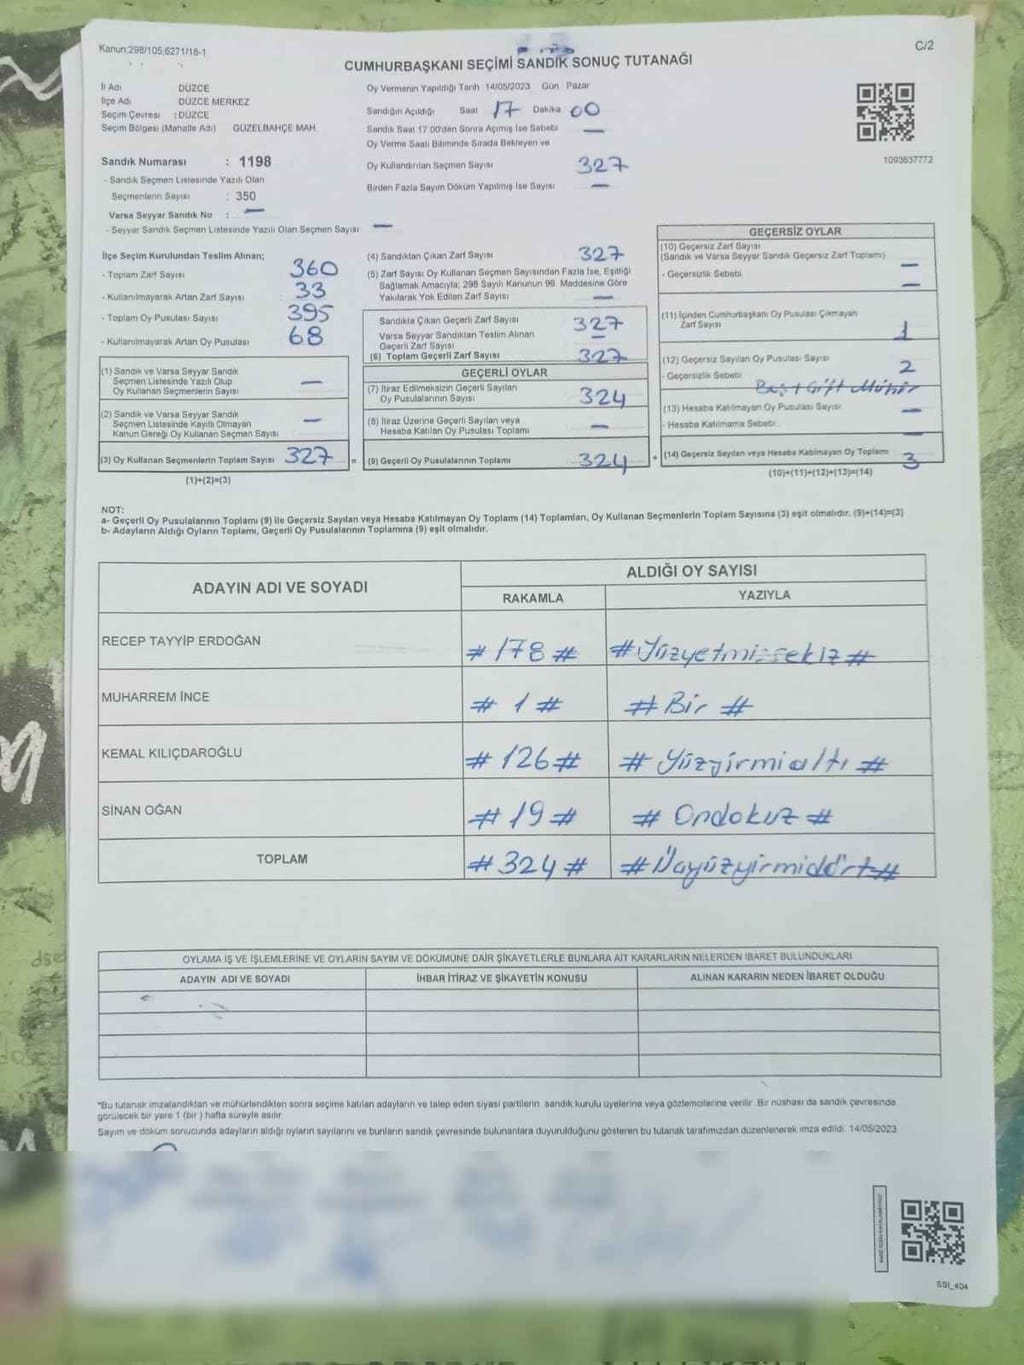 Kanun:298/105;6271/18-1
C/2
CUMHURBAŞKANI SEÇİMİ SANDIK SONUÇ TUTANAĞI
İl Adı DÜZCE
İlçe Adı DÜZCE MERKEZ
Seçim Çevresi : DÜZCE
Seçim Bölgesi (Mahalle Adı) GÜZELBAHÇE MAH.
Sandık Numarası : 1198
- Sandık Seçmen Listesinde Yazılı Olan
Seçmenlerin Sayısı : 350
Varsa Seyyar Sandık No : —
- Seyyar Sandık Seçmen Listesinde Yazılı Olan Seçmen Sayısı —
Oy Vermenin Yapıldığı Tarih 14/05/2023 Gün Pazar
Sandığın Açıldığı Saat 17 Dakika 00
Sandık Saat 17:00'den Sonra Açılmış İse Sebebi —
Oy Verme Saati Bitiminde Sırada Bekleyen ve
Oy Kullandırılan Seçmen Sayısı 327
Birden Fazla Sayım Döküm Yapılmış İse Sayısı —
1093637772
İlçe Seçim Kurulundan Teslim Alınan;
- Toplam Zarf Sayısı 360
- Kullanılmayarak Artan Zarf Sayısı 33
- Toplam Oy Pusulası Sayısı 395
- Kullanılmayarak Artan Oy Pusulası 68
(1) Sandık ve Varsa Seyyar Sandık
Seçmen Listesinde Yazılı Olup
Oy Kullanan Seçmenlerin Sayısı —
(2) Sandık ve Varsa Seyyar Sandık
Seçmen Listesinde Kayıtlı Olmayan
Kanun Gereği Oy Kullanan Seçmen Sayısı —
(3) Oy Kullanan Seçmenlerin Toplam Sayısı 327 =
(1)+(2)=(3)
(4) Sandıktan Çıkan Zarf Sayısı 327
(5) Zarf Sayısı Oy Kullanan Seçmen Sayısından Fazla İse, Eşitliği
Sağlamak Amacıyla; 298 Sayılı Kanunun 98. Maddesine Göre
Yakılarak Yok Edilen Zarf Sayısı —
Sandıkta Çıkan Geçerli Zarf Sayısı 327
Varsa Seyyar Sandıktan Teslim Alınan
Geçerli Zarf Sayısı —
(6) Toplam Geçerli Zarf Sayısı 327
GEÇERLİ OYLAR
(7) İtiraz Edilmeksizin Geçerli Sayılan
Oy Pusulalarının Sayısı 324
(8) İtiraz Üzerine Geçerli Sayılan veya
Hesaba Katılan Oy Pusulası Toplamı —
(9) Geçerli Oy Pusulalarının Toplamı 324 +
GEÇERSİZ OYLAR
(10) Geçersiz Zarf Sayısı
(Sandık ve Varsa Seyyar Sandık Geçersiz Zarf Toplamı) —
- Geçersizlik Sebebi —
(11) İçinden Cumhurbaşkanı Oy Pusulası Çıkmayan
Zarf Sayısı 1
(12) Geçersiz Sayılan Oy Pusulası Sayısı 2
- Geçersizlik Sebebi Çift Mühür
(13) Hesaba Katılmayan Oy Pusulası Sayısı —
- Hesaba Katılmama Sebebi —
(14) Geçersiz Sayılan veya Hesaba Katılmayan Oy Toplamı 3
(10)+(11)+(12)+(13)=(14)
NOT:
a- Geçerli Oy Pusulalarının Toplamı (9) ile Geçersiz Sayılan veya Hesaba Katılmayan Oy Toplamı (14) Toplamları, Oy Kullanan Seçmenlerin Toplam Sayısına (3) eşit olmalıdır. (9)+(14)=(3)
b- Adayların Aldığı Oyların Toplamı, Geçerli Oy Pusulalarının Toplamına (9) eşit olmalıdır.
ADAYIN ADI VE SOYADI
ALDIĞI OY SAYISI
RAKAMLA YAZIYLA
RECEP TAYYİP ERDOĞAN # 178 # # Yüzyetmişsekiz #
MUHARREM İNCE # 1 # # Bir #
KEMAL KILIÇDAROĞLU # 126 # # Yüzyirmialtı #
SİNAN OĞAN # 19 # # Ondokuz #
TOPLAM # 324 # # Üçyüzyirmidört #
OYLAMA İŞ VE İŞLEMLERİNE VE OYLARIN SAYIM VE DÖKÜMÜNE DAİR ŞİKAYETLERLE BUNLARA AİT KARARLARIN NELERDEN İBARET BULUNDUKLARI
ADAYIN ADI VE SOYADI İHBAR İTİRAZ VE ŞİKAYETİN KONUSU ALINAN KARARIN NEDEN İBARET OLDUĞU
*Bu tutanak imzalandıktan ve mühürlendikten sonra seçime katılan adayların ve talep eden siyasi partilerin sandık kurulu üyelerine veya gözlemcilerine verilir. Bir nüshası da sandık çevresinde
görülecek bir yere 1 (bir) hafta süreyle asılır.
Sayım ve döküm sonucunda adayların aldığı oyların sayılarını ve bunların sandık çevresinde bulunanlara duyurulduğunu gösteren bu tutanak tarafımızdan düzenlenerek imza edildi. 14/05/2023
SSI_404